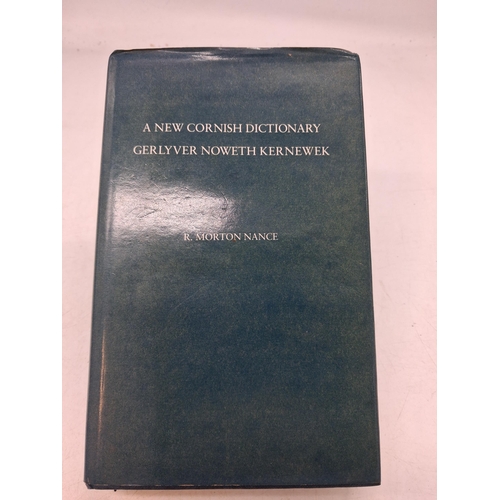 A NEW CORNISH DICTIONARY
GERLYVER NOWETH KERNEWEK
R. MORTON NANCE